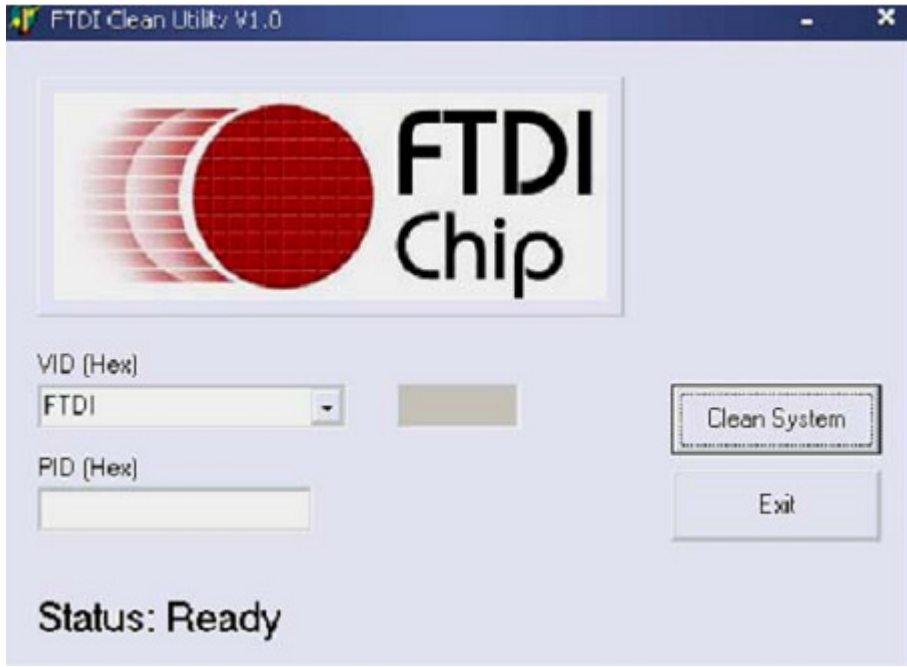 FTDI Clean Utility V1.0
FTDI
Chip
VID (Hex)
FTDI
Clean System
PID (Hex)
Exit
Status: Ready